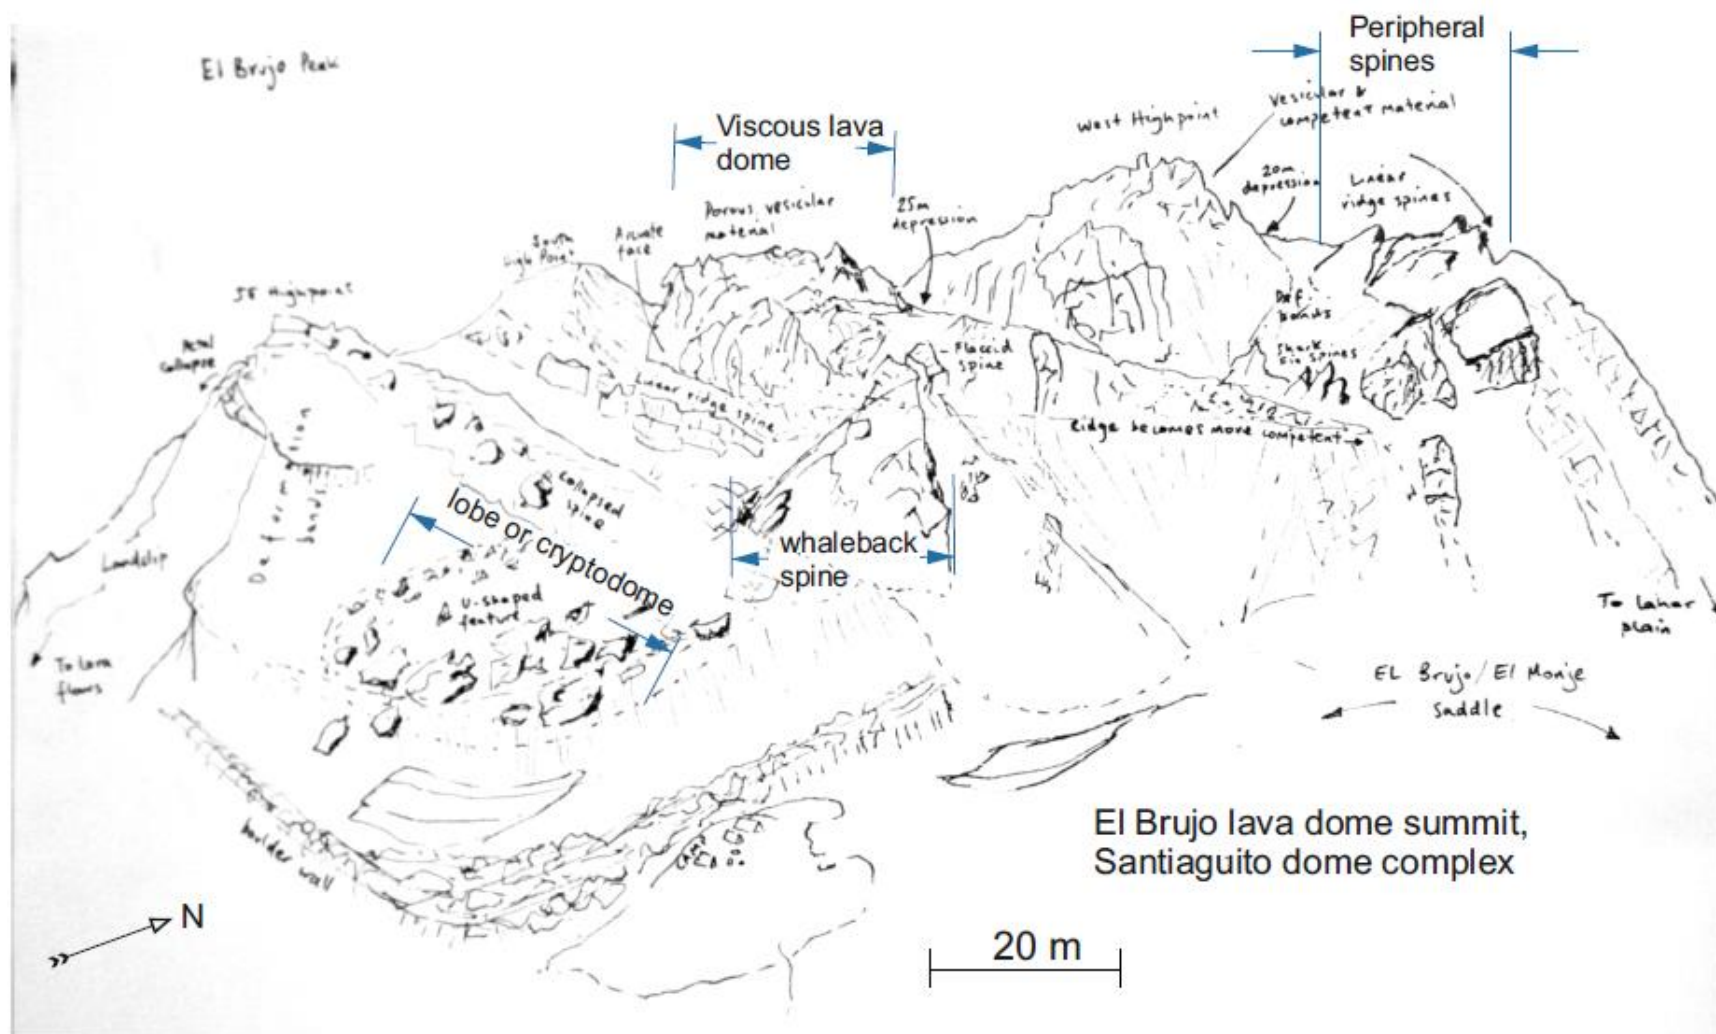 Peripheral
spines
El Brujo Peak
Viscous lava
dome
West Highpoint
Vesicular &
competent material
20m
depression
Linear
ridge spines
Porous, vesicular
material
25m
depression
South
High Point
Arcuate
face
SE Highpoint
Collapse
Def
bands
Shark
Fin Spines
Flaccid
Spine
Linear ridge spine
Ridge becomes more competent
Collapsed
spine
Deformation
bands
lobe or cryptodome
whaleback
spine
Landslip
U-shaped
feature
To lava
flows
To lahar
plain
EL Brujo/El Monje
Saddle
El Brujo lava dome summit,
Santiaguito dome complex
boulder wall
N
20 m